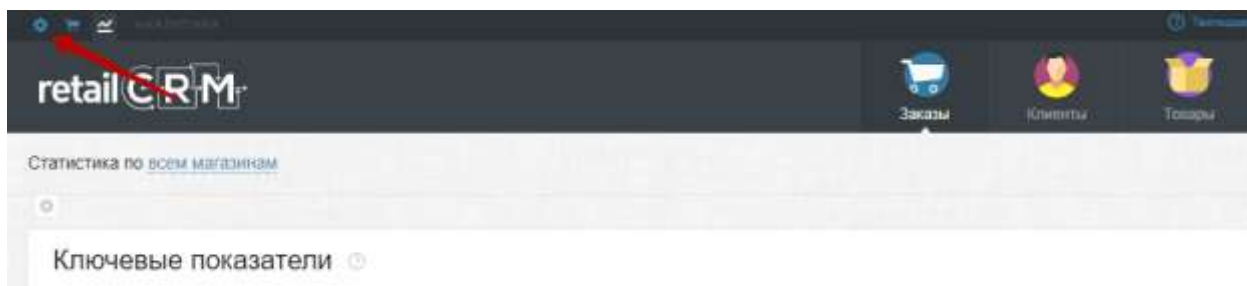 retailCRM
Заказы
Клиенты
Товары
Статистика по всем магазинам
Ключевые показатели